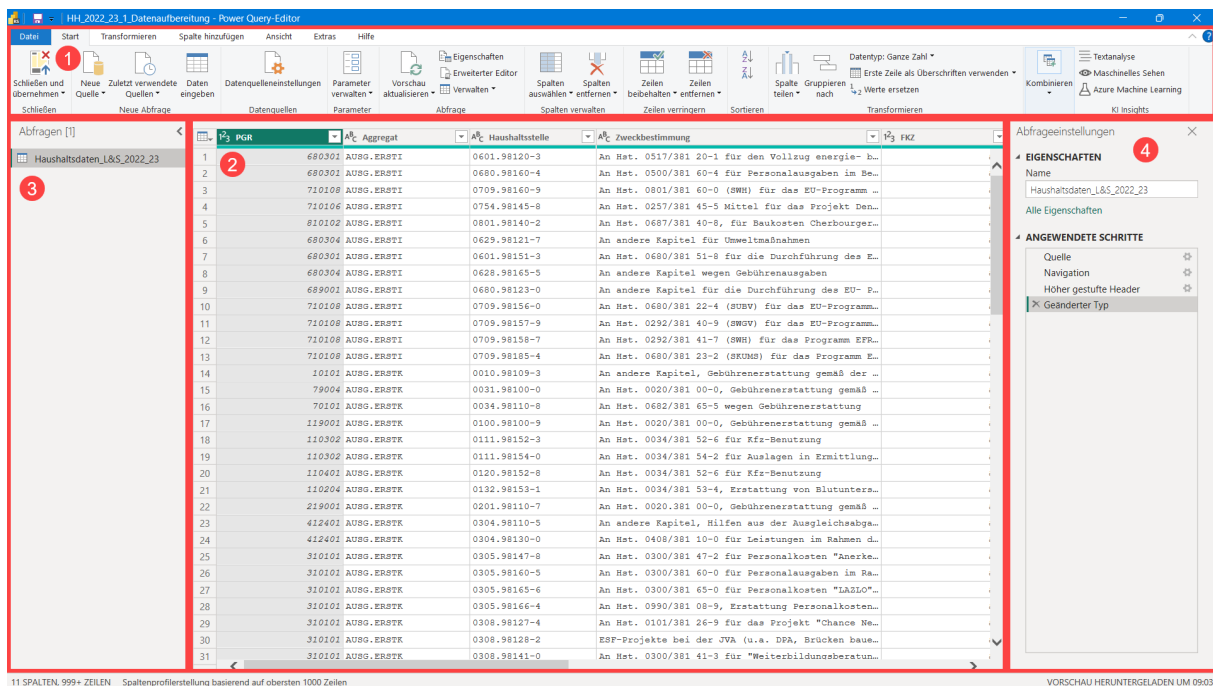 HH_2022_23_1_Datenaufbereitung - Power Query-Editor
Datei Start Transformieren Spalte hinzufügen Ansicht Extras Hilfe
1
Schließen und übernehmen
Neue Quelle
Zuletzt verwendete Quellen
Daten eingeben
Datenquelleneinstellungen
Parameter verwalten
Vorschau aktualisieren
Eigenschaften
Erweiterter Editor
Verwalten
Spalten auswählen
Spalten entfernen
Zeilen beibehalten
Zeilen entfernen
Spalte teilen
Gruppieren nach
Datentyp: Ganze Zahl
Erste Zeile als Überschriften verwenden
Werte ersetzen
Kombinieren
Textanalyse
Maschinelles Sehen
Azure Machine Learning
Schließen Neue Abfrage Datenquellen Parameter Abfrage Spalten verwalten Zeilen verringern Sortieren Transformieren KI Insights
Abfragen [1]
Haushaltsdaten_L&S_2022_23
3
PGR Aggregat Haushaltsstelle Zweckbestimmung FKZ
2
1 680301 AUSG.ERSTI 0601.98120-3 An Hst. 0517/381 20-1 für den Vollzug energie- b...
2 680301 AUSG.ERSTI 0680.98160-4 An Hst. 0500/381 60-4 für Personalausgaben im Be...
3 710108 AUSG.ERSTI 0709.98160-9 An Hst. 0801/381 60-0 (SWH) für das EU-Programm ...
4 710106 AUSG.ERSTI 0754.98145-8 An Hst. 0257/381 45-5 Mittel für das Projekt Den...
5 810102 AUSG.ERSTI 0801.98140-2 An Hst. 0687/381 40-8, für Baukosten Cherbourger...
6 680304 AUSG.ERSTI 0629.98121-7 An andere Kapitel für Umweltmaßnahmen
7 680301 AUSG.ERSTI 0601.98151-3 An Hst. 0680/381 51-8 für die Durchführung des E...
8 680304 AUSG.ERSTI 0628.98165-5 An andere Kapitel wegen Gebührenausgaben
9 689001 AUSG.ERSTI 0680.98123-0 An andere Kapitel für die Durchführung des EU- P...
10 710108 AUSG.ERSTI 0709.98156-0 An Hst. 0680/381 22-4 (SUBV) für das EU-Programm...
11 710108 AUSG.ERSTI 0709.98157-9 An Hst. 0292/381 40-9 (SWGV) für das EU-Programm...
12 710108 AUSG.ERSTI 0709.98158-7 An Hst. 0292/381 41-7 (SWH) für das Programm EFR...
13 710108 AUSG.ERSTI 0709.98185-4 An Hst. 0680/381 23-2 (SKUMS) für das Programm E...
14 10101 AUSG.ERSTK 0010.98109-3 An andere Kapitel, Gebührenerstattung gemäß der ...
15 79004 AUSG.ERSTK 0031.98100-0 An Hst. 0020/381 00-0, Gebührenerstattung gemäß ...
16 70101 AUSG.ERSTK 0034.98110-8 An Hst. 0682/381 65-5 wegen Gebührenerstattung
17 119001 AUSG.ERSTK 0100.98100-9 An Hst. 0020/381 00-0, Gebührenerstattung gemäß ...
18 110302 AUSG.ERSTK 0111.98152-3 An Hst. 0034/381 52-6 für Kfz-Benutzung
19 110302 AUSG.ERSTK 0111.98154-0 An Hst. 0034/381 54-2 für Auslagen in Ermittlung...
20 110401 AUSG.ERSTK 0120.98152-8 An Hst. 0034/381 52-6 für Kfz-Benutzung
21 110204 AUSG.ERSTK 0132.98153-1 An Hst. 0034/381 53-4, Erstattung von Blutunters...
22 219001 AUSG.ERSTK 0201.98110-7 An Hst. 0020.381 00-0, Gebührenerstattung gemäß ...
23 412401 AUSG.ERSTK 0304.98110-5 An andere Kapitel, Hilfen aus der Ausgleichsabga...
24 412401 AUSG.ERSTK 0304.98130-0 An Hst. 0408/381 10-0 für Leistungen im Rahmen d...
25 310101 AUSG.ERSTK 0305.98147-8 An Hst. 0300/381 47-2 für Personalkosten "Anerke...
26 310101 AUSG.ERSTK 0305.98160-5 An Hst. 0300/381 60-0 für Personalausgaben im Ra...
27 310101 AUSG.ERSTK 0305.98165-6 An Hst. 0300/381 65-0 für Personalkosten "LAZLO"...
28 310101 AUSG.ERSTK 0305.98166-4 An Hst. 0990/381 08-9, Erstattung Personalkosten...
29 310101 AUSG.ERSTK 0308.98127-4 An Hst. 0101/381 26-9 für das Projekt "Chance Ne...
30 310101 AUSG.ERSTK 0308.98128-2 ESF-Projekte bei der JVA (u.a. DPA, Brücken baue...
31 310101 AUSG.ERSTK 0308.98141-0 An Hst. 0300/381 41-3 für "Weiterbildungsberatun...
Abfrageeinstellungen
4
EIGENSCHAFTEN
Name
Haushaltsdaten_L&S_2022_23
Alle Eigenschaften
ANGEWENDETE SCHRITTE
Quelle
Navigation
Höher gestufte Header
Geänderter Typ
11 SPALTEN, 999+ ZEILEN Spaltenprofilerstellung basierend auf obersten 1000 Zeilen
VORSCHAU HERUNTERGELADEN UM 09:03